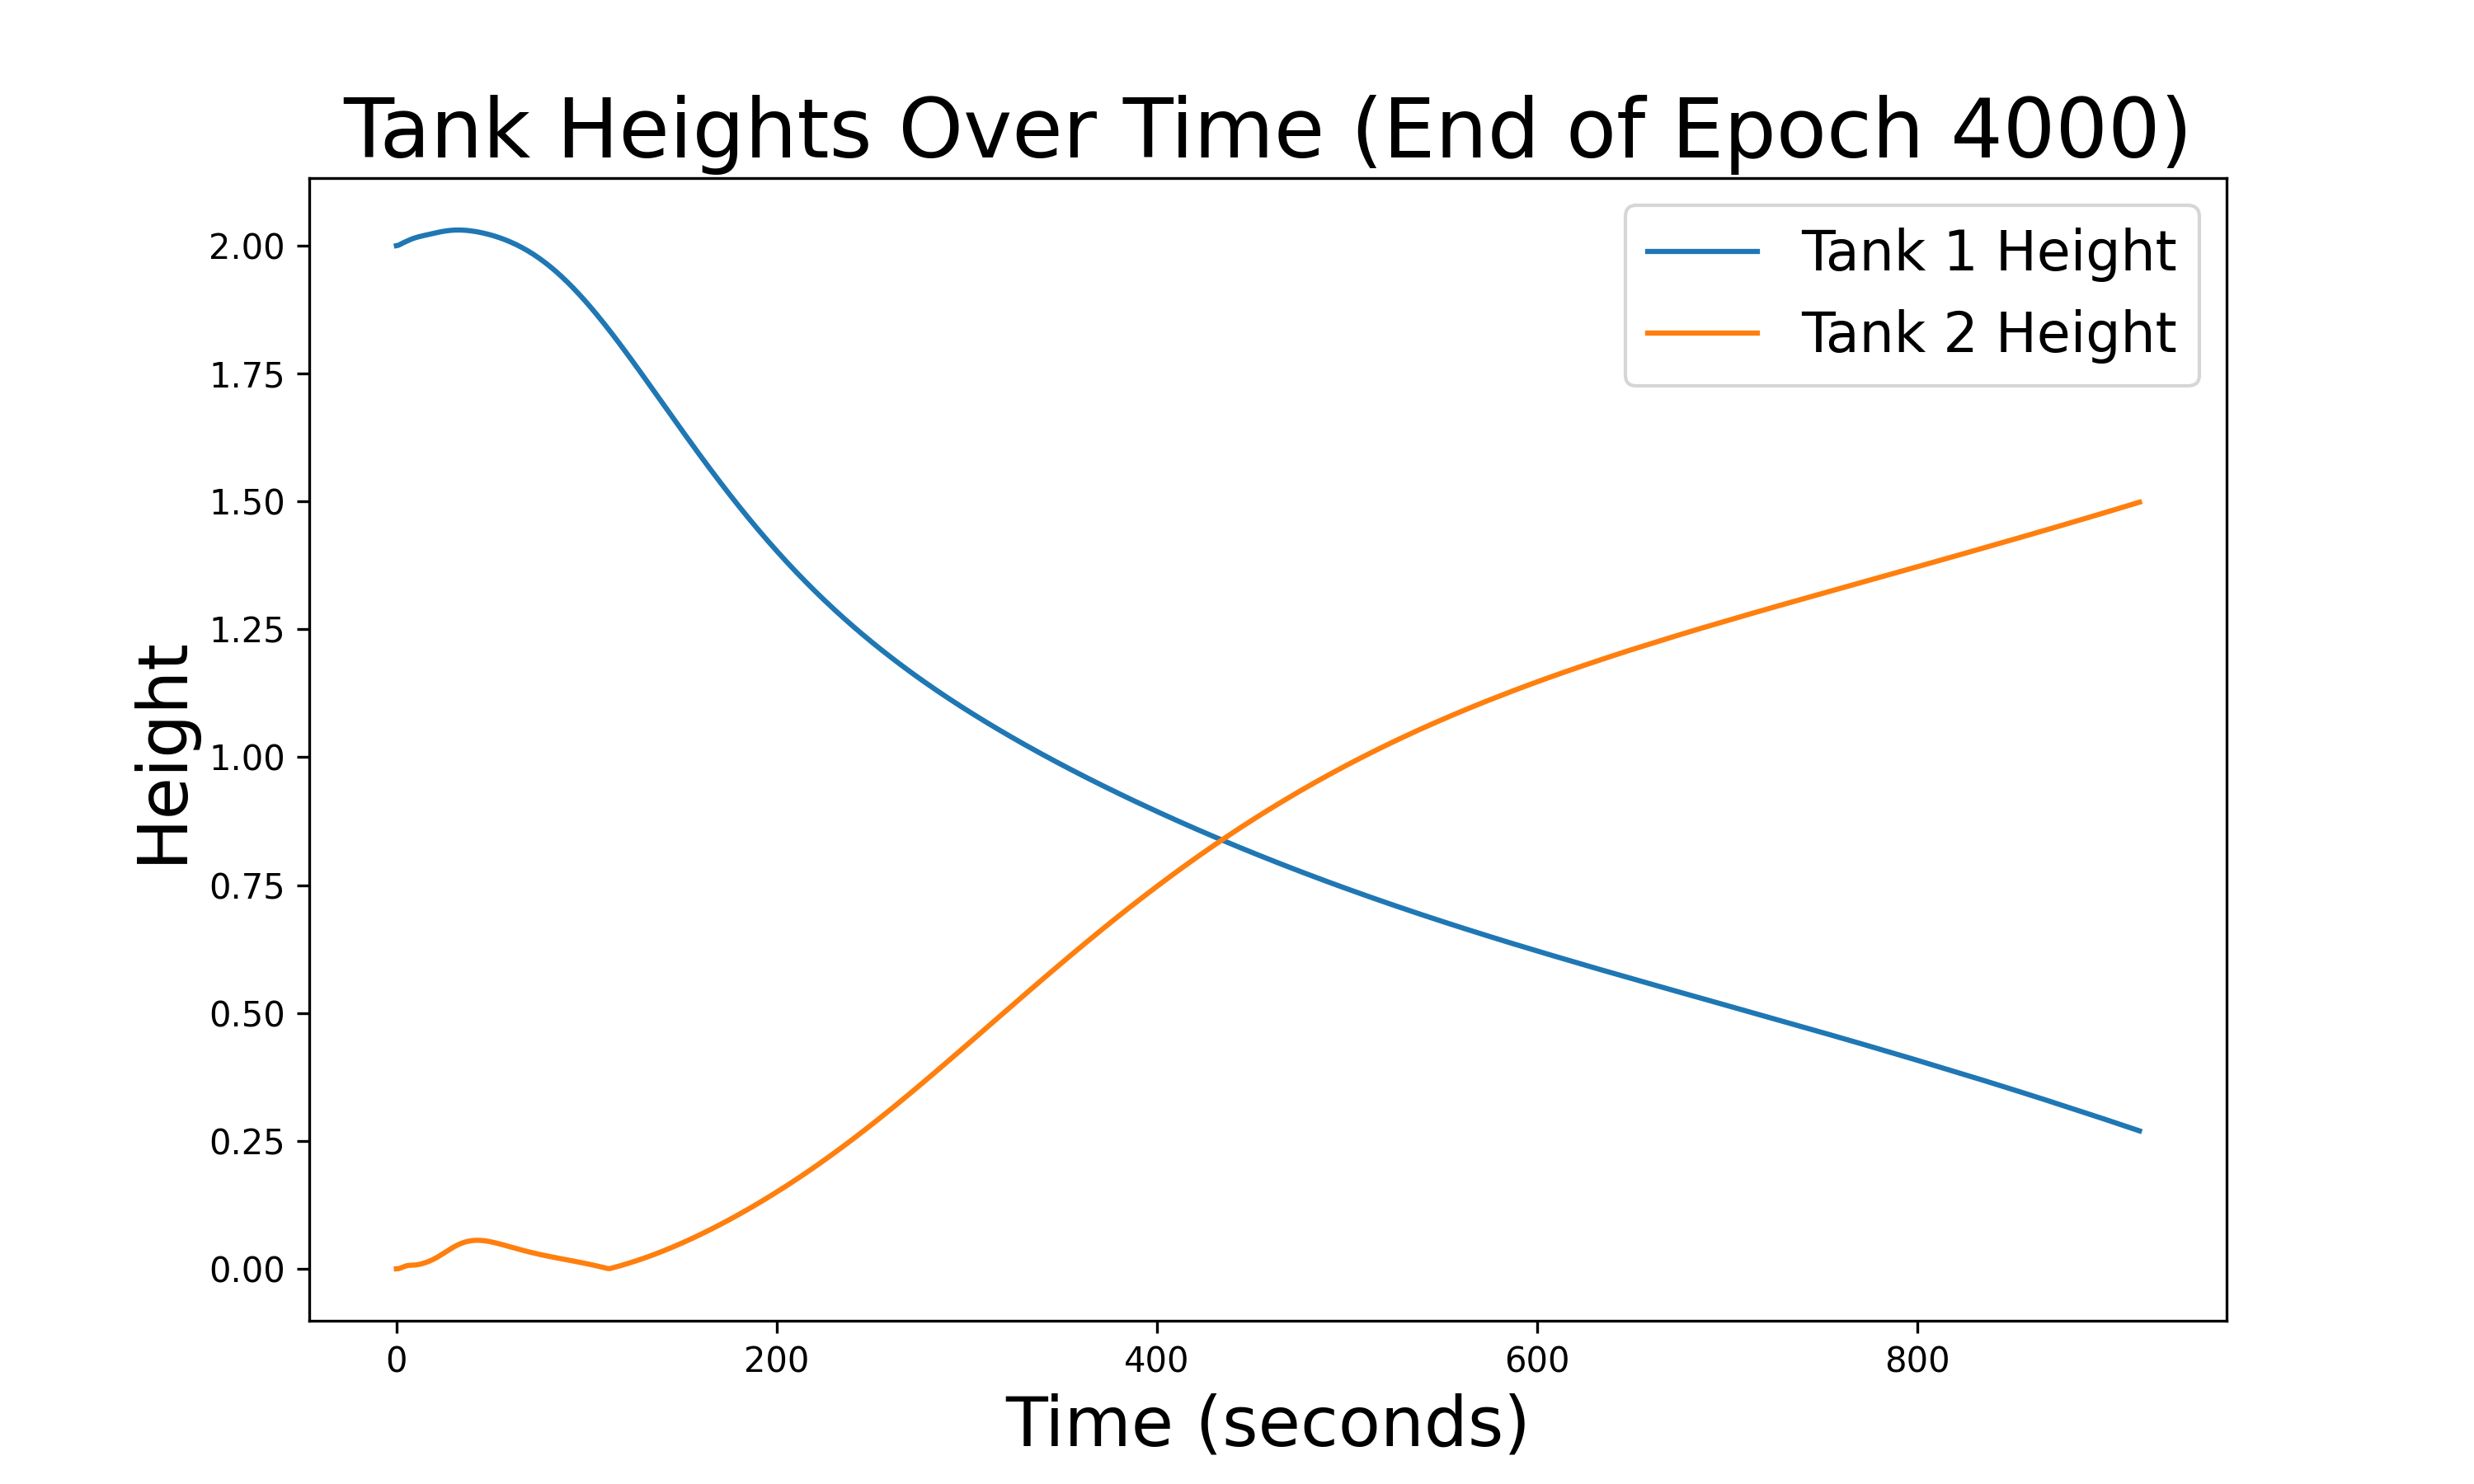 Tank Heights Over Time (End of Epoch 4000)
Tank 1 Height
Tank 2 Height
Height
2.00
1.75
1.50
1.25
1.00
0.75
0.50
0.25
0.00
0 200 400 600 800
Time (seconds)